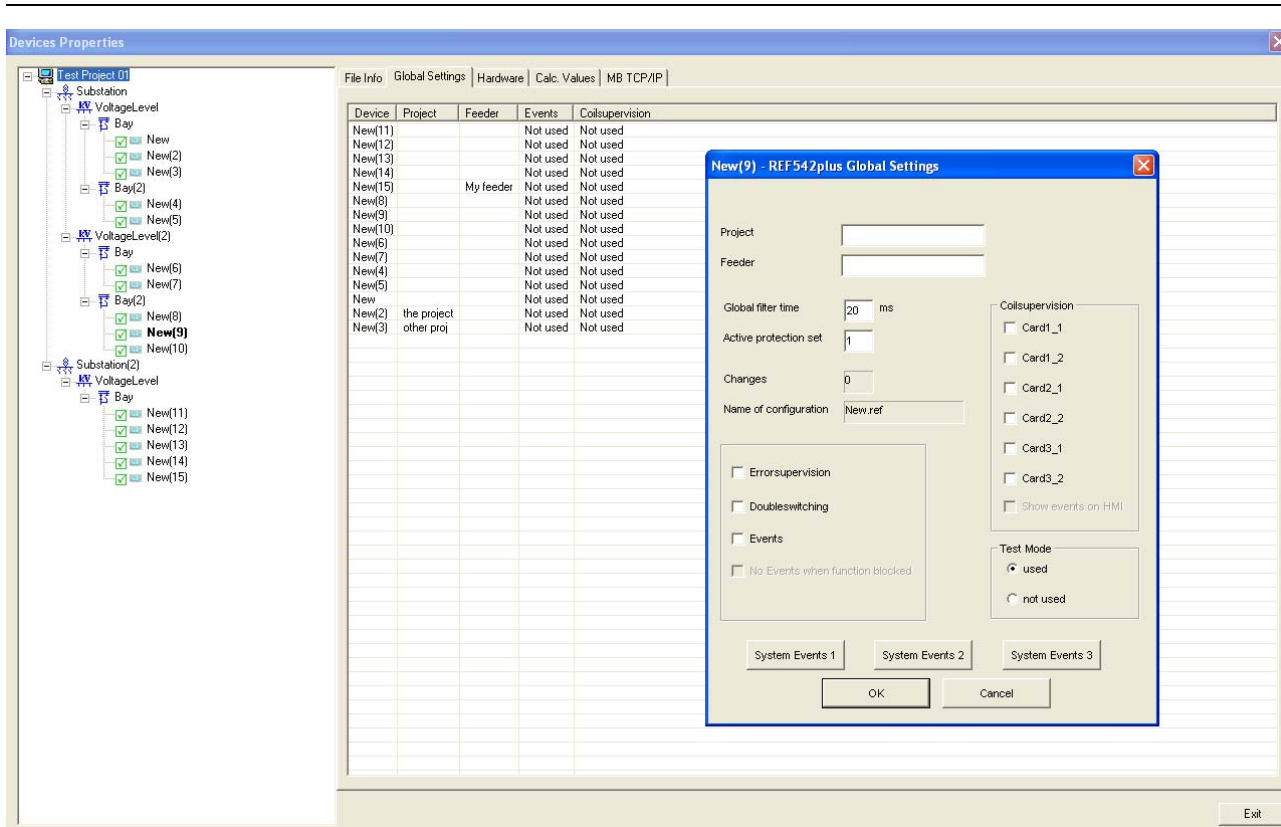 Devices Properties
Test Project 01
Substation
VoltageLevel
Bay
New
New(2)
New(3)
Bay(2)
New(4)
New(5)
VoltageLevel(2)
Bay
New(6)
New(7)
Bay(2)
New(8)
New(9)
New(10)
Substation(2)
VoltageLevel
Bay
New(11)
New(12)
New(13)
New(14)
New(15)
File Info Global Settings Hardware Calc. Values MB TCP/IP
Device Project Feeder Events Coilsupervision
New(11) Not used Not used
New(12) Not used Not used
New(13) Not used Not used
New(14) Not used Not used
New(15) My feeder Not used Not used
New(8) Not used Not used
New(9) Not used Not used
New(10) Not used Not used
New(6) Not used Not used
New(7) Not used Not used
New(4) Not used Not used
New(5) Not used Not used
New Not used Not used
New(2) the project Not used Not used
New(3) other proj Not used Not used
New(9) - REF542plus Global Settings
Project
Feeder
Global filter time 20 ms
Active protection set 1
Changes 0
Name of configuration New.ref
Errorsupervision
Doubleswitching
Events
No Events when function blocked
Coilsupervision
Card1_1
Card1_2
Card2_1
Card2_2
Card3_1
Card3_2
Show events on HMI
Test Mode
used
not used
System Events 1 System Events 2 System Events 3
OK Cancel
Exit